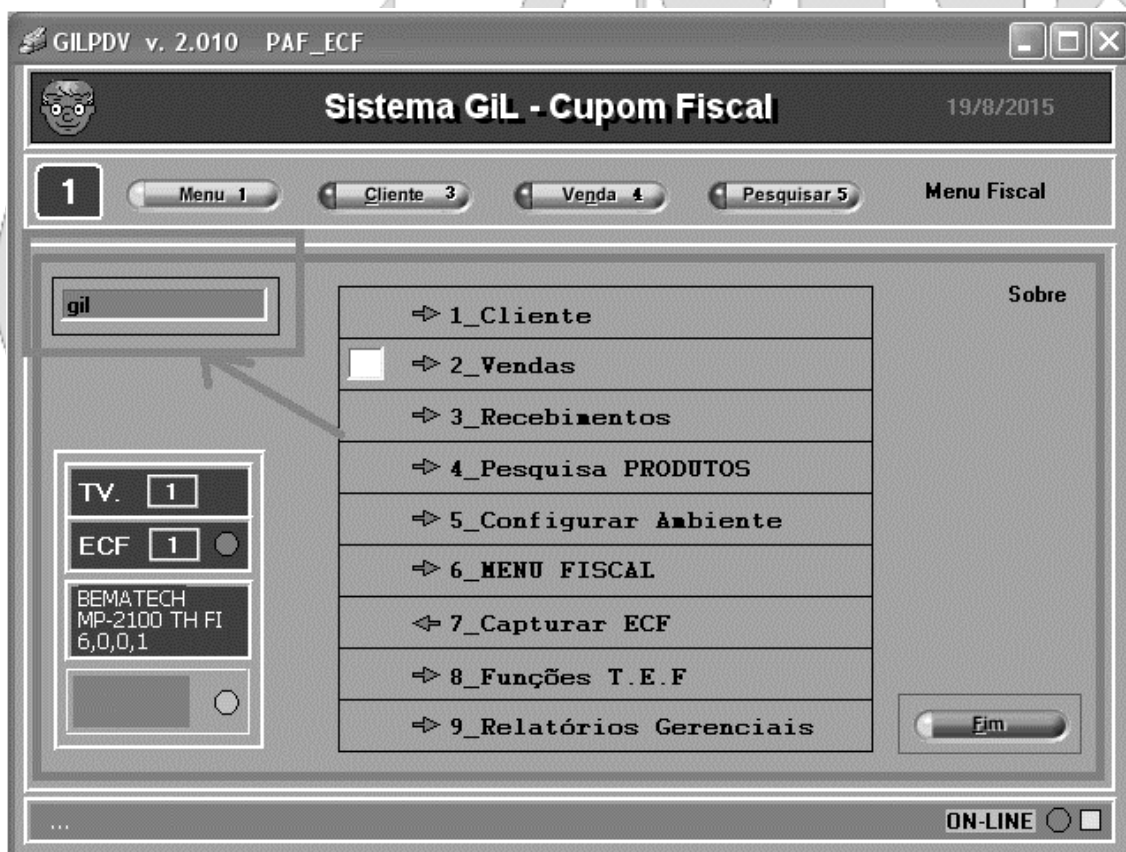 GILPDV v. 2.010 PAF_ECF
Sistema GiL - Cupom Fiscal
19/8/2015
1
Menu 1
Cliente 3
Venda 4
Pesquisar 5
Menu Fiscal
gil
Sobre
1_Cliente
2_Vendas
3_Recebimentos
4_Pesquisa PRODUTOS
5_Configurar Ambiente
6_MENU FISCAL
7_Capturar ECF
8_Funções T.E.F
9_Relatórios Gerenciais
TV. 1
ECF 1
BEMATECH
MP-2100 TH FI
6,0,0,1
Fim
...
ON-LINE